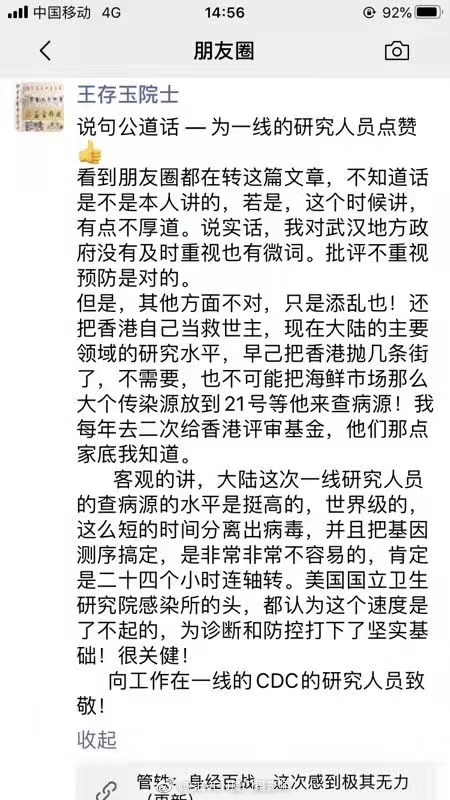 中国移动 4G 14:56 92%
朋友圈
王存玉院士
说句公道话 — 为一线的研究人员点赞
👍
看到朋友圈都在转这篇文章，不知道话
是不是本人讲的，若是，这个时候讲，
有点不厚道。说实话，我对武汉地方政
府没有及时重视也有微词。批评不重视
预防是对的。
但是，其他方面不对，只是添乱也！还
把香港自己当救世主，现在大陆的主要
领域的研究水平，早己把香港抛几条街
了，不需要，也不可能把海鲜市场那么
大个传染源放到21号等他来查病源！我
每年去二次给香港评审基金，他们那点
家底我知道。
客观的讲，大陆这次一线研究人员
的查病源的水平是挺高的，世界级的，
这么短的时间分离出病毒，并且把基因
测序搞定，是非常非常不容易的，肯定
是二十四个小时连轴转。美国国立卫生
研究院感染所的头，都认为这个速度是
了不起的，为诊断和防控打下了坚实基
础！很关健！
向工作在一线的CDC的研究人员致
敬！
收起
管轶：身经百战，这次感到极其无力